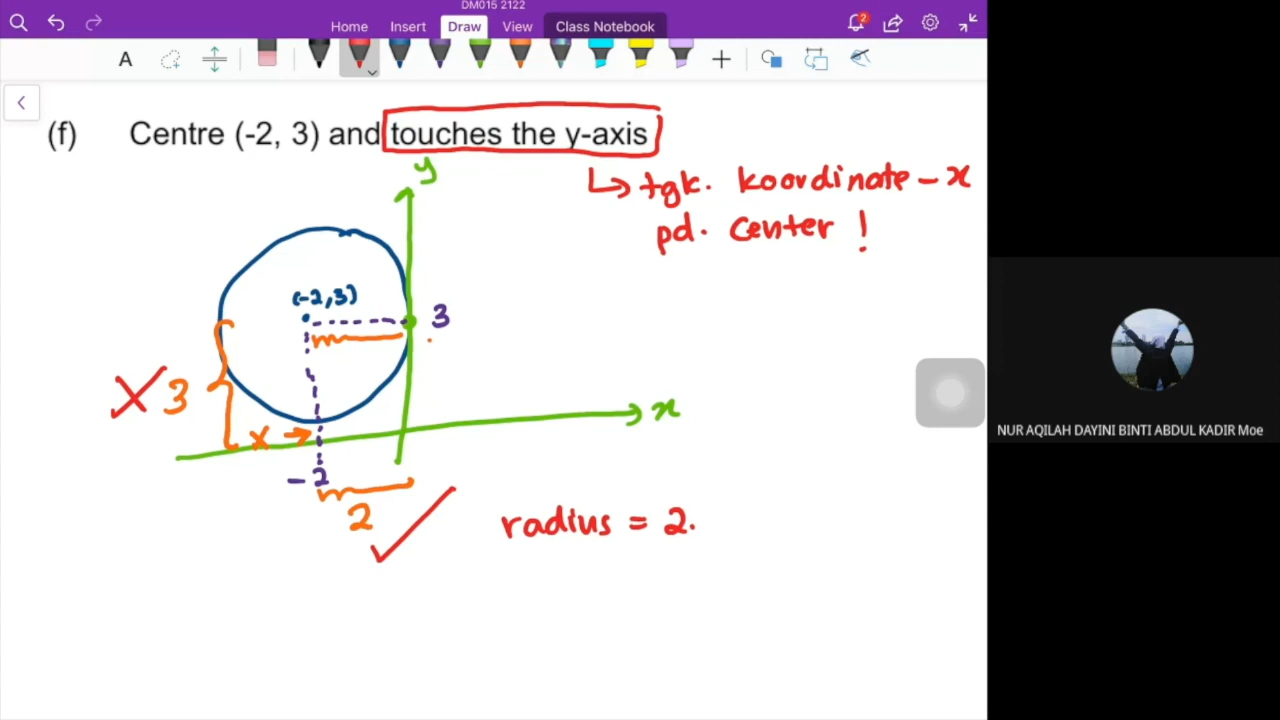 DM015 2122
Home Insert Draw View Class Notebook
2
A
(f) Centre (-2, 3) and touches the y-axis
y
↳ tgk. koordinate - x
pd. center !
(-2,3)
3
X 3
x
x →
-2
2 ✓
radius = 2.
NUR AQILAH DAYINI BINTI ABDUL KADIR Moe